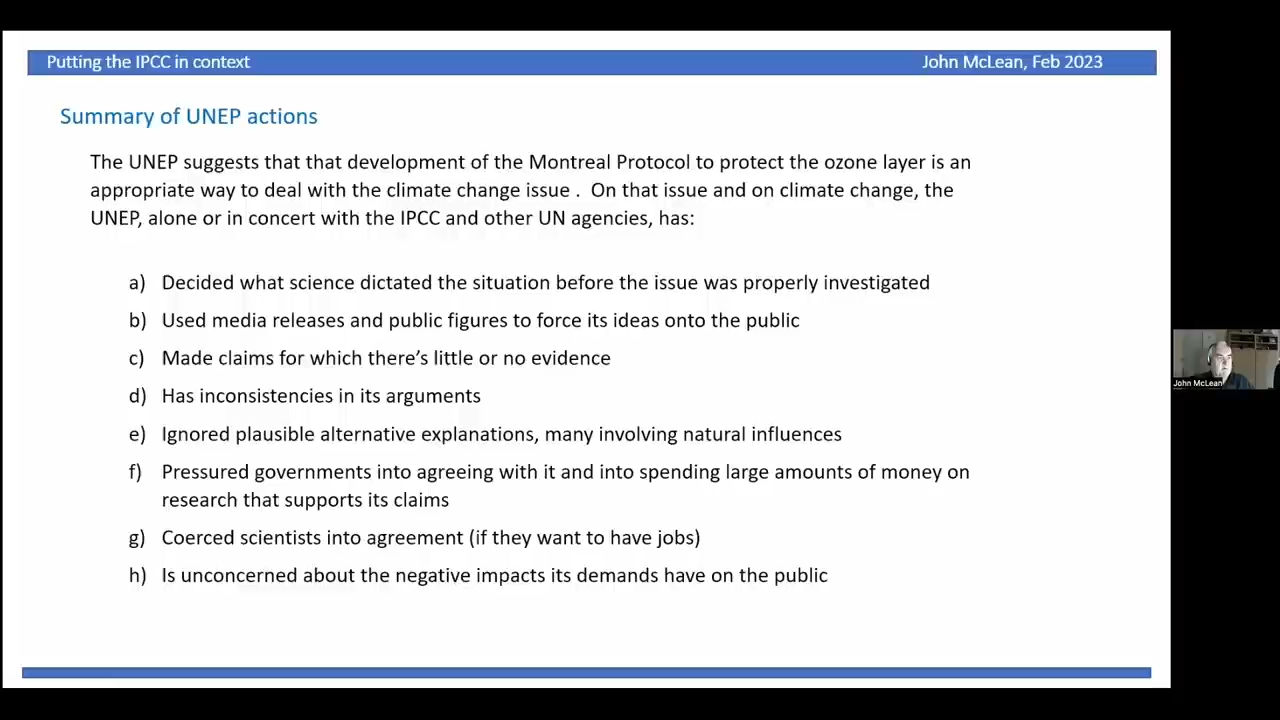 Putting the IPCC in context
John McLean, Feb 2023
Summary of UNEP actions
The UNEP suggests that that development of the Montreal Protocol to protect the ozone layer is an
appropriate way to deal with the climate change issue .  On that issue and on climate change, the
UNEP, alone or in concert with the IPCC and other UN agencies, has:
a) Decided what science dictated the situation before the issue was properly investigated
b) Used media releases and public figures to force its ideas onto the public
c) Made claims for which there’s little or no evidence
d) Has inconsistencies in its arguments
e) Ignored plausible alternative explanations, many involving natural influences
f) Pressured governments into agreeing with it and into spending large amounts of money on
research that supports its claims
g) Coerced scientists into agreement (if they want to have jobs)
h) Is unconcerned about the negative impacts its demands have on the public
John McLean